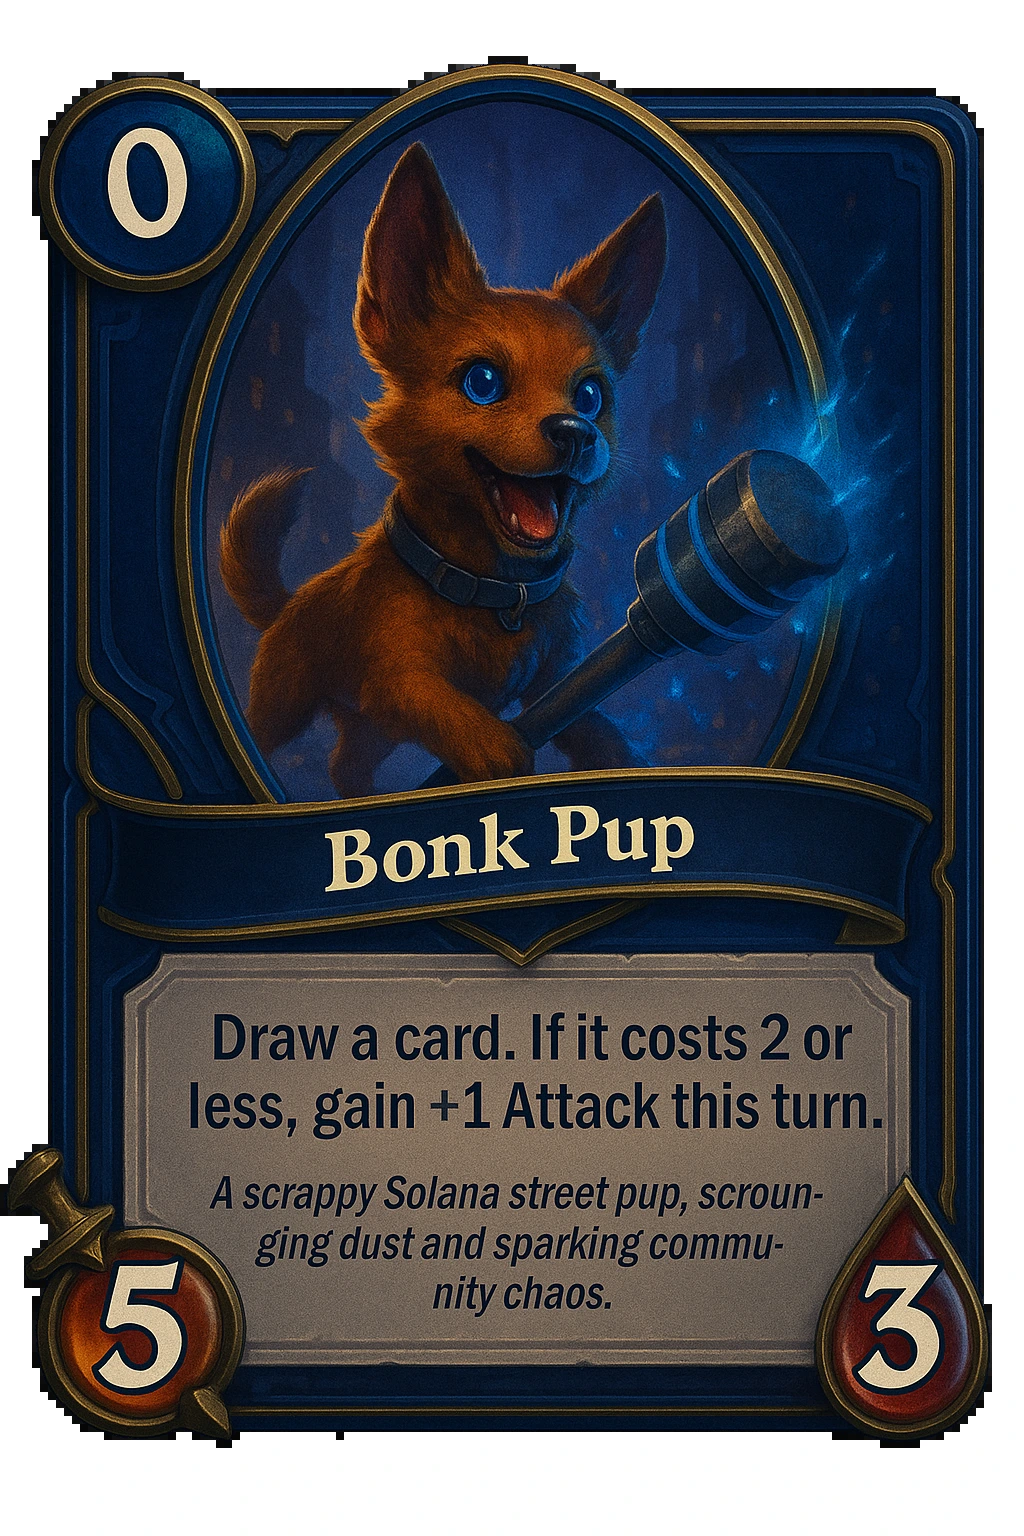 0
Bonk Pup
Draw a card. If it costs 2 or
less, gain +1 Attack this turn.
A scrappy Solana street pup, scroun-
ging dust and sparking commu-
nity chaos.
5
3